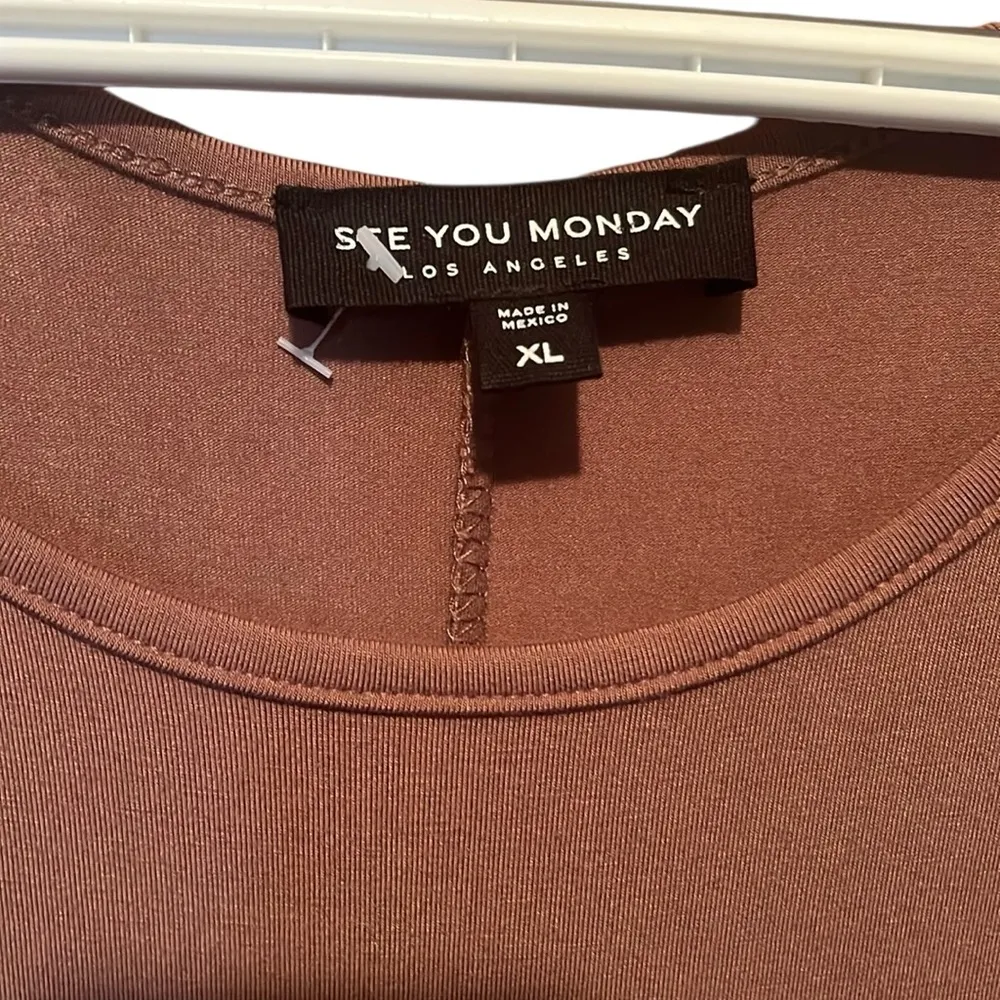 SEE YOU MONDAY
LOS ANGELES
MADE IN
MEXICO
XL